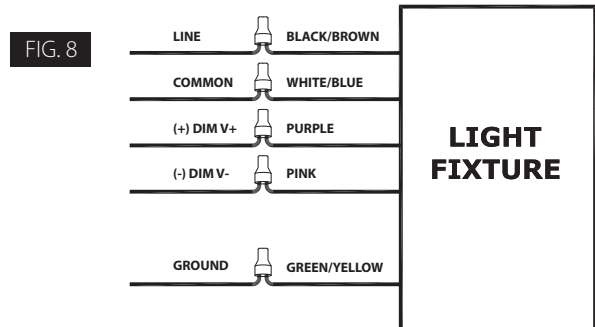 FIG. 8
LINE BLACK/BROWN
COMMON WHITE/BLUE
(+) DIM V+ PURPLE
(-) DIM V- PINK
GROUND GREEN/YELLOW
LIGHT
FIXTURE